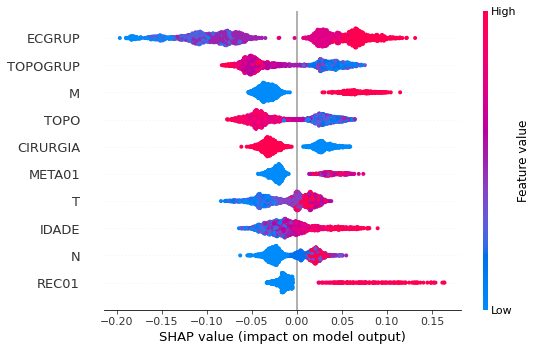 High
ECGRUP
TOPOGRUP
M
TOPO
CIRURGIA
META01
T
IDADE
N
REC01
Feature value
Low
−0.20 −0.15 −0.10 −0.05 0.00 0.05 0.10 0.15
SHAP value (impact on model output)